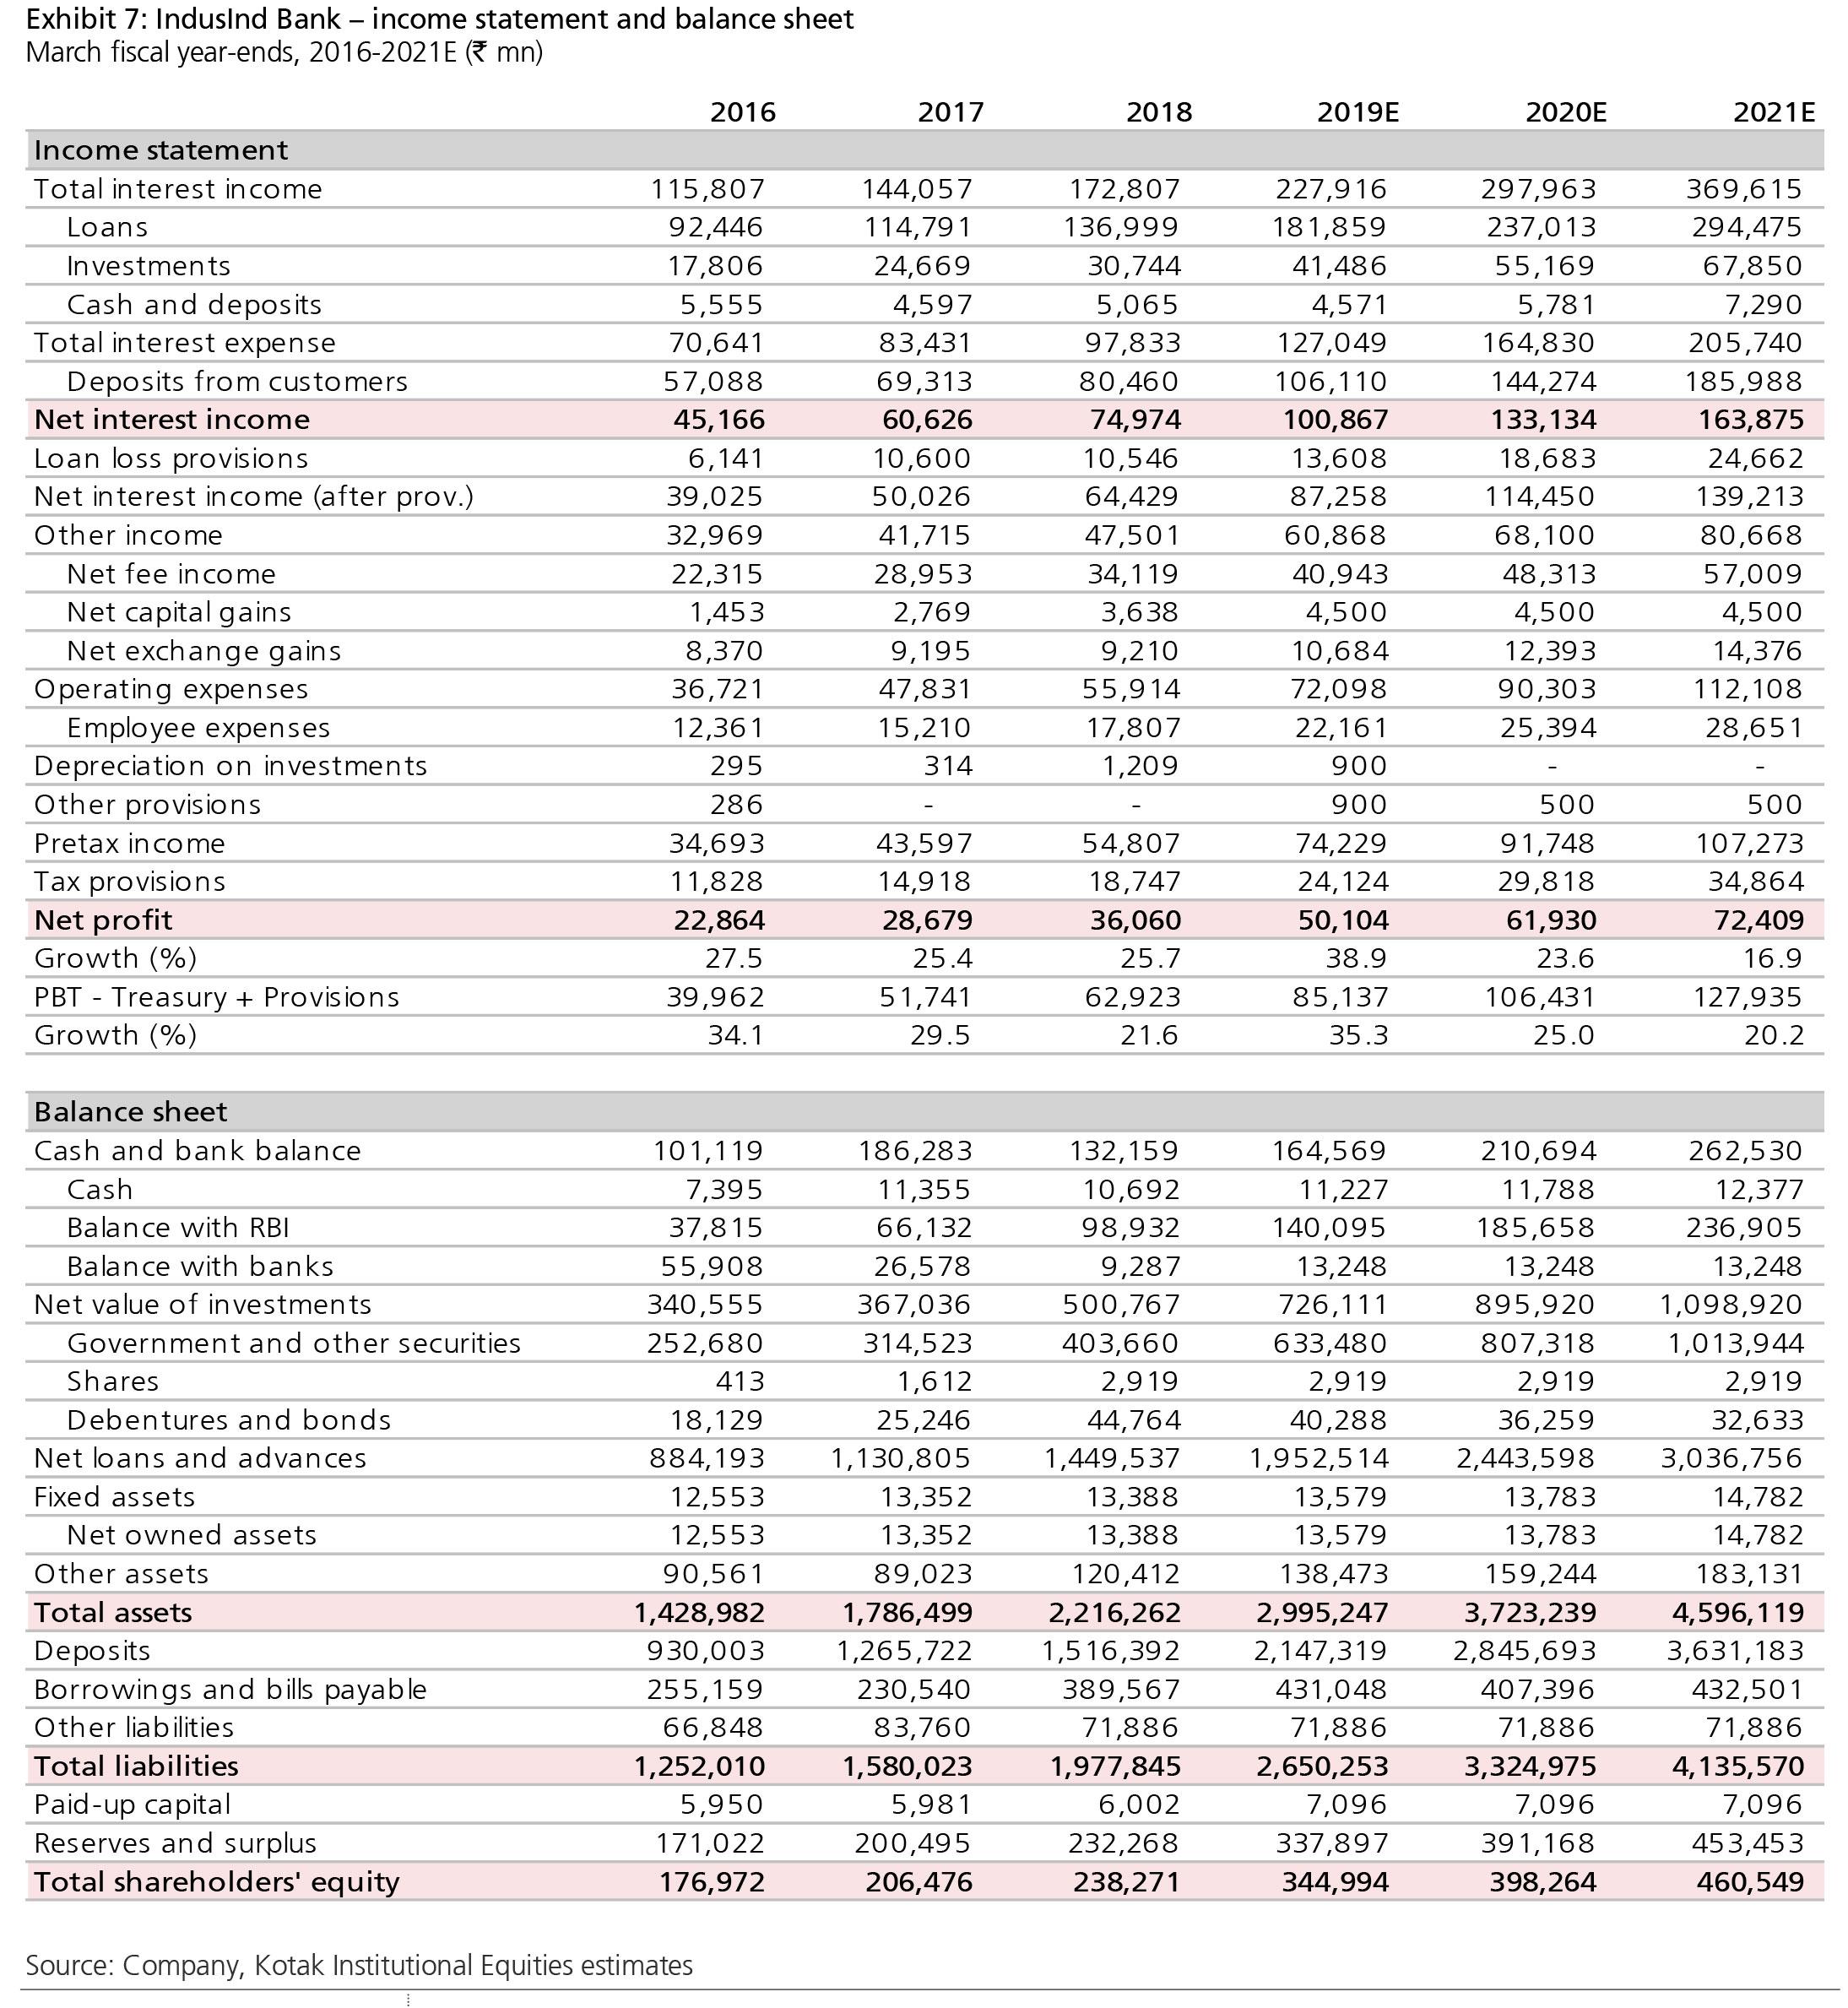 Exhibit 7: IndusInd Bank – income statement and balance sheet
March fiscal year-ends, 2016-2021E (₹ mn)
2016 2017 2018 2019E 2020E 2021E
Income statement
Total interest income 115,807 144,057 172,807 227,916 297,963 369,615
Loans 92,446 114,791 136,999 181,859 237,013 294,475
Investments 17,806 24,669 30,744 41,486 55,169 67,850
Cash and deposits 5,555 4,597 5,065 4,571 5,781 7,290
Total interest expense 70,641 83,431 97,833 127,049 164,830 205,740
Deposits from customers 57,088 69,313 80,460 106,110 144,274 185,988
Net interest income 45,166 60,626 74,974 100,867 133,134 163,875
Loan loss provisions 6,141 10,600 10,546 13,608 18,683 24,662
Net interest income (after prov.) 39,025 50,026 64,429 87,258 114,450 139,213
Other income 32,969 41,715 47,501 60,868 68,100 80,668
Net fee income 22,315 28,953 34,119 40,943 48,313 57,009
Net capital gains 1,453 2,769 3,638 4,500 4,500 4,500
Net exchange gains 8,370 9,195 9,210 10,684 12,393 14,376
Operating expenses 36,721 47,831 55,914 72,098 90,303 112,108
Employee expenses 12,361 15,210 17,807 22,161 25,394 28,651
Depreciation on investments 295 314 1,209 900 - -
Other provisions 286 - - 900 500 500
Pretax income 34,693 43,597 54,807 74,229 91,748 107,273
Tax provisions 11,828 14,918 18,747 24,124 29,818 34,864
Net profit 22,864 28,679 36,060 50,104 61,930 72,409
Growth (%) 27.5 25.4 25.7 38.9 23.6 16.9
PBT - Treasury + Provisions 39,962 51,741 62,923 85,137 106,431 127,935
Growth (%) 34.1 29.5 21.6 35.3 25.0 20.2
Balance sheet
Cash and bank balance 101,119 186,283 132,159 164,569 210,694 262,530
Cash 7,395 11,355 10,692 11,227 11,788 12,377
Balance with RBI 37,815 66,132 98,932 140,095 185,658 236,905
Balance with banks 55,908 26,578 9,287 13,248 13,248 13,248
Net value of investments 340,555 367,036 500,767 726,111 895,920 1,098,920
Government and other securities 252,680 314,523 403,660 633,480 807,318 1,013,944
Shares 413 1,612 2,919 2,919 2,919 2,919
Debentures and bonds 18,129 25,246 44,764 40,288 36,259 32,633
Net loans and advances 884,193 1,130,805 1,449,537 1,952,514 2,443,598 3,036,756
Fixed assets 12,553 13,352 13,388 13,579 13,783 14,782
Net owned assets 12,553 13,352 13,388 13,579 13,783 14,782
Other assets 90,561 89,023 120,412 138,473 159,244 183,131
Total assets 1,428,982 1,786,499 2,216,262 2,995,247 3,723,239 4,596,119
Deposits 930,003 1,265,722 1,516,392 2,147,319 2,845,693 3,631,183
Borrowings and bills payable 255,159 230,540 389,567 431,048 407,396 432,501
Other liabilities 66,848 83,760 71,886 71,886 71,886 71,886
Total liabilities 1,252,010 1,580,023 1,977,845 2,650,253 3,324,975 4,135,570
Paid-up capital 5,950 5,981 6,002 7,096 7,096 7,096
Reserves and surplus 171,022 200,495 232,268 337,897 391,168 453,453
Total shareholders' equity 176,972 206,476 238,271 344,994 398,264 460,549
Source: Company, Kotak Institutional Equities estimates